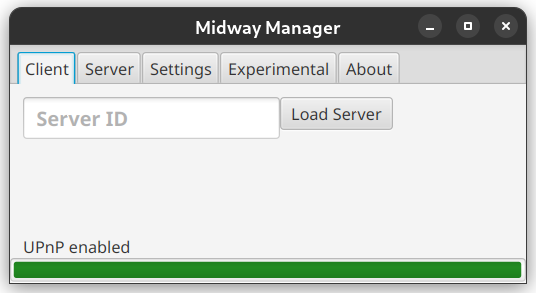 Midway Manager
Client Server Settings Experimental About
Server ID Load Server
UPnP enabled